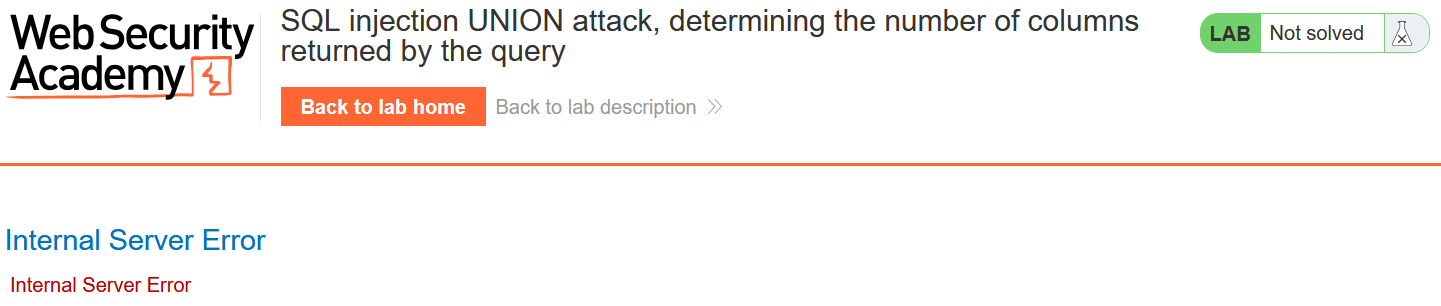 Web Security
Academy
SQL injection UNION attack, determining the number of columns
returned by the query
Back to lab home
Back to lab description
LAB
Not solved
Internal Server Error
Internal Server Error